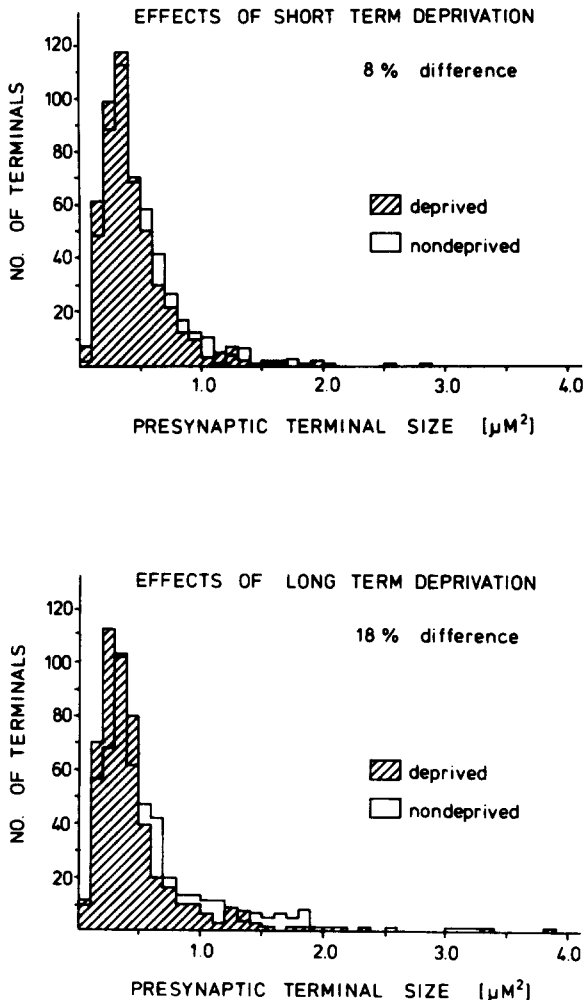 EFFECTS OF SHORT TERM DEPRIVATION
8 % difference
NO. OF TERMINALS
120
100
80
60
40
20
deprived
nondeprived
1.0 2.0 3.0 4.0
PRESYNAPTIC TERMINAL SIZE [µM²]
EFFECTS OF LONG TERM DEPRIVATION
18 % difference
NO. OF TERMINALS
120
100
80
60
40
20
deprived
nondeprived
1.0 2.0 3.0 4.0
PRESYNAPTIC TERMINAL SIZE [µM²]